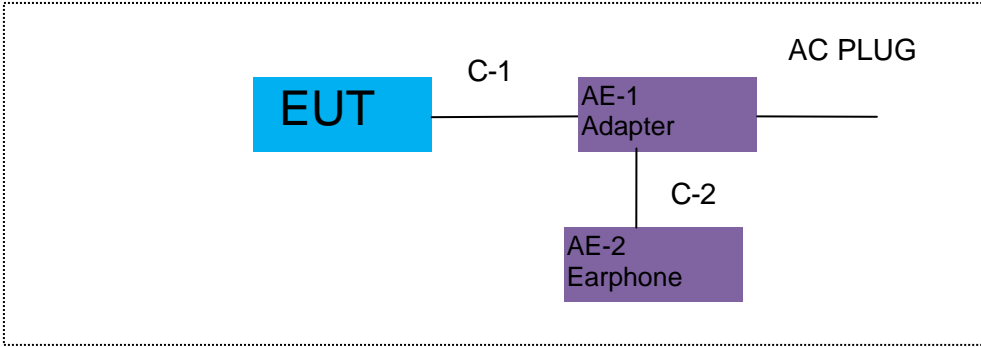 AC PLUG
C-1
EUT
AE-1
Adapter
C-2
AE-2
Earphone